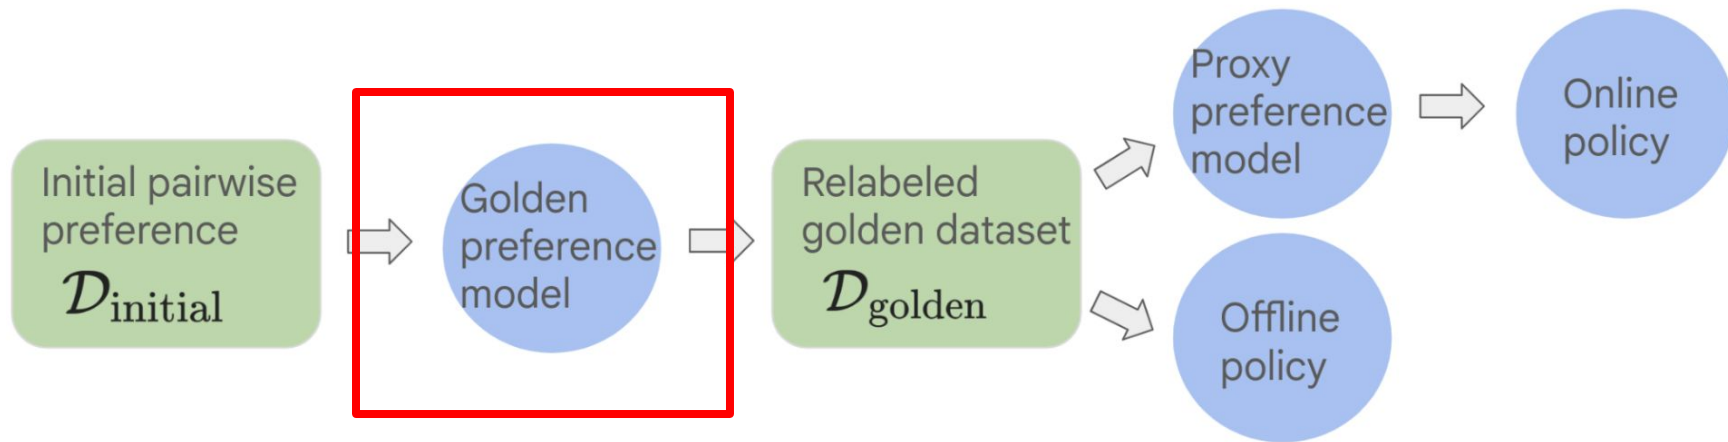 Initial pairwise
preference
𝒟initial
Golden
preference
model
Relabeled
golden dataset
𝒟golden
Proxy
preference
model
Online
policy
Offline
policy